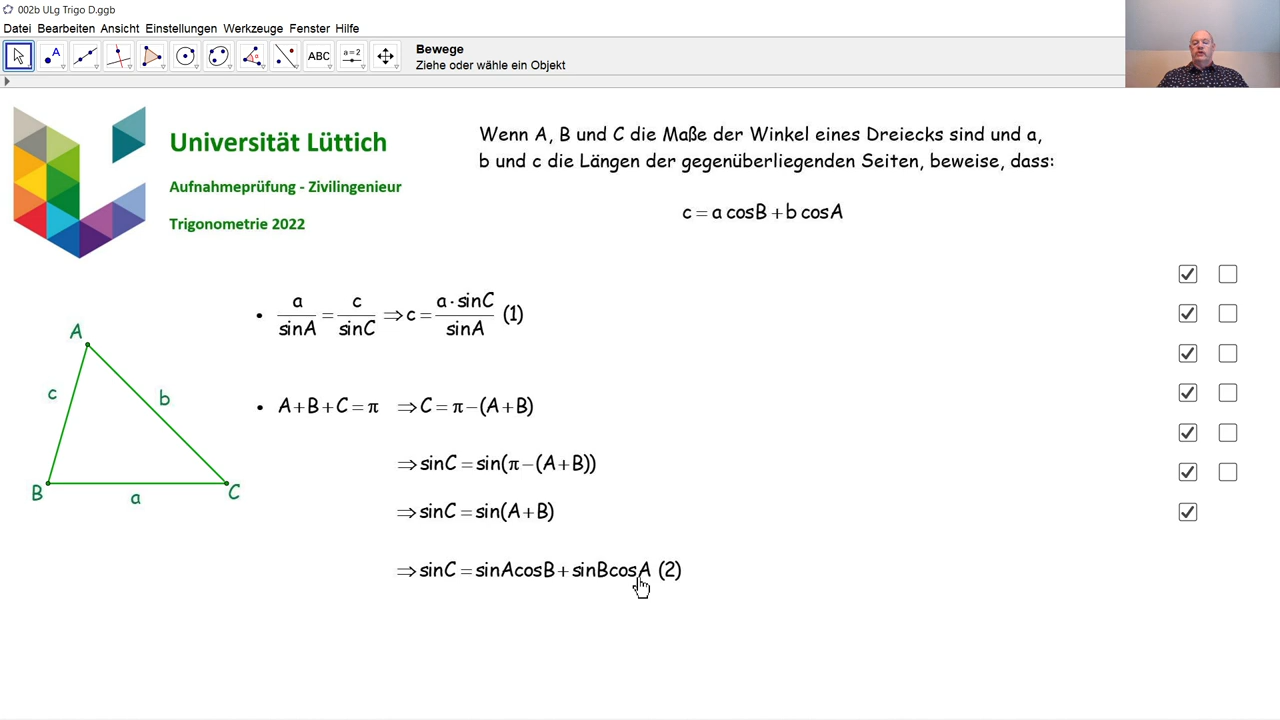 002b ULg Trigo D.ggb
Datei Bearbeiten Ansicht Einstellungen Werkzeuge Fenster Hilfe
A ABC a=2 Bewege
Ziehe oder wähle ein Objekt
Universität Lüttich
Aufnahmeprüfung - Zivilingenieur
Trigonometrie 2022
Wenn A, B und C die Maße der Winkel eines Dreiecks sind und a,
b und c die Längen der gegenüberliegenden Seiten, beweise, dass:
c = a cosB + b cosA
• a/sinA = c/sinC ⇒ c = a·sinC/sinA (1)
A
c
b
B
a
C
• A+B+C = π ⇒ C = π−(A+B)
⇒ sinC = sin(π−(A+B))
⇒ sinC = sin(A+B)
⇒ sinC = sinAcosB + sinBcosA (2)